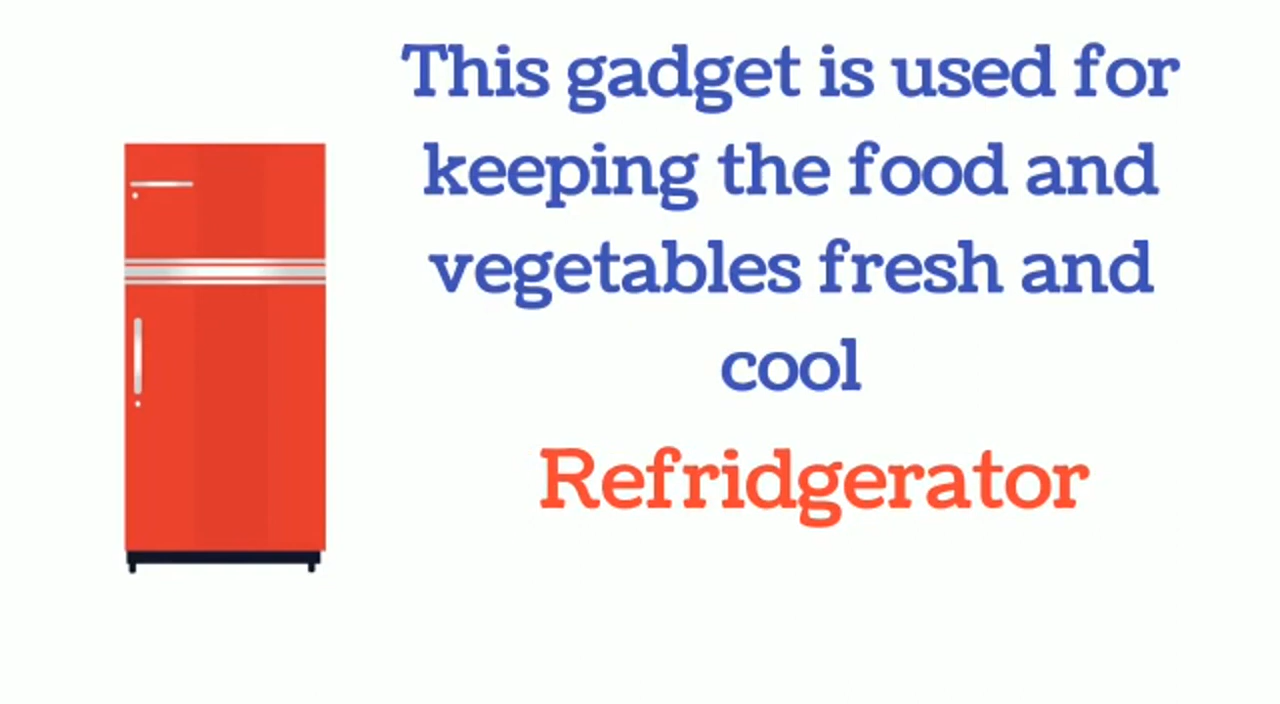 This gadget is used for
keeping the food and
vegetables fresh and
cool
Refridgerator